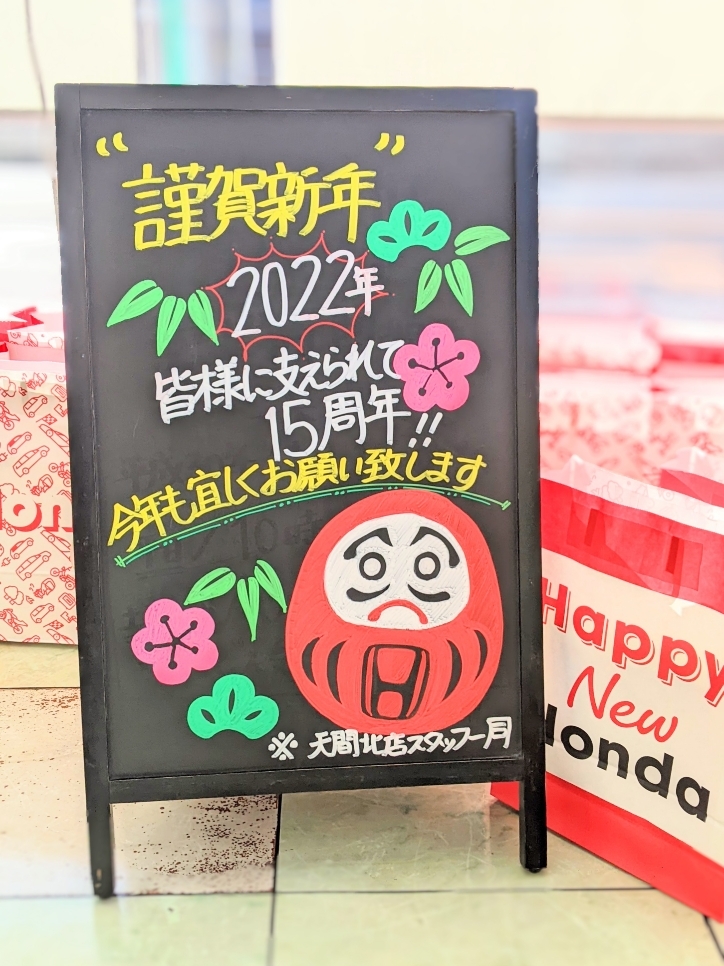 “謹賀新年”
2022年
皆様に支えられて
15周年!!
今年も宜しくお願い致します
※ 天間北店スタッフ一同
Happy
New
Honda